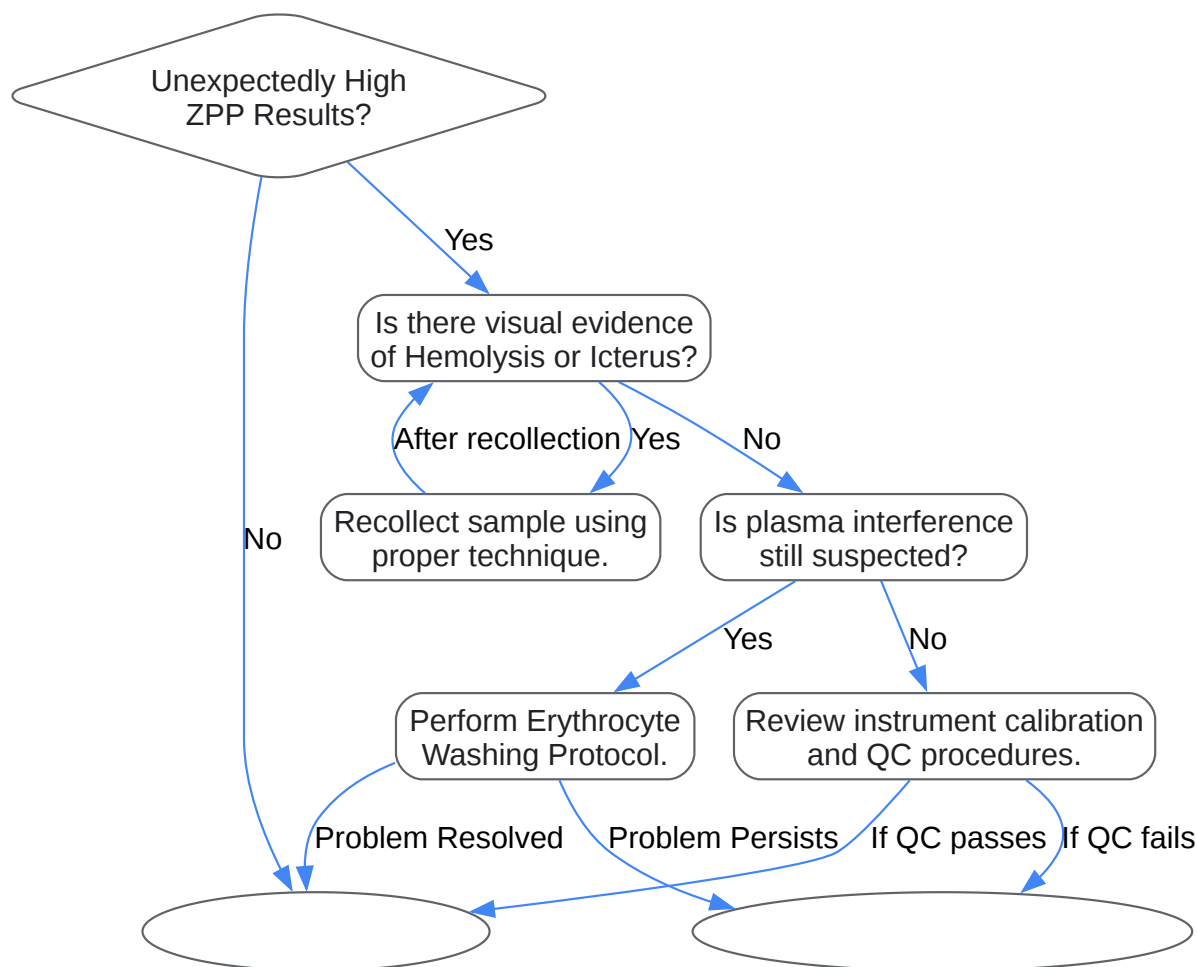 Unexpectedly High
ZPP Results?
Yes
Is there visual evidence
of Hemolysis or Icterus?
After recollection
Yes
No
Recollect sample using
proper technique.
Is plasma interference
still suspected?
No
Yes
No
Perform Erythrocyte
Washing Protocol.
Review instrument calibration
and QC procedures.
Problem Resolved
Problem Persists
If QC passes
If QC fails